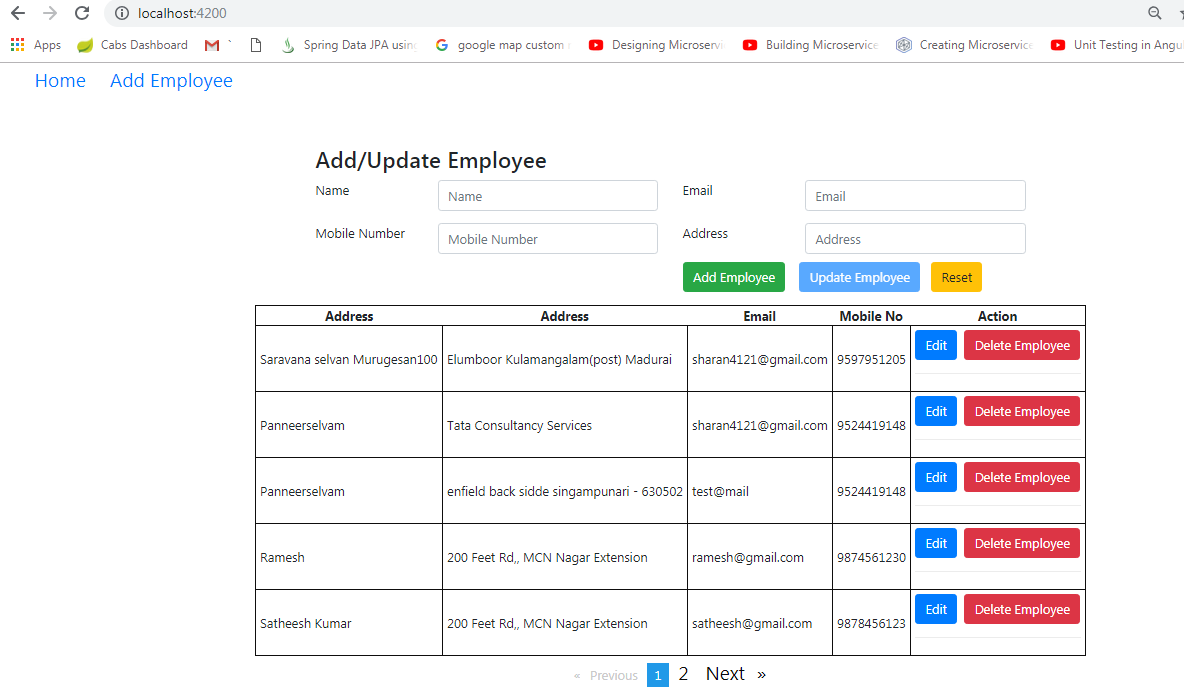 localhost:4200
Apps Cabs Dashboard ` Spring Data JPA usin google map custom Designing Microserv Building Microservice Creating Microservic Unit Testing in Angu
Home Add Employee
Add/Update Employee
Name Name Email Email
Mobile Number Mobile Number Address Address
Add Employee Update Employee Reset
Address Address Email Mobile No Action
Saravana selvan Murugesan100 Elumboor Kulamangalam(post) Madurai sharan4121@gmail.com 9597951205 Edit Delete Employee
Panneerselvam Tata Consultancy Services sharan4121@gmail.com 9524419148 Edit Delete Employee
Panneerselvam enfield back sidde singampunari - 630502 test@mail 9524419148 Edit Delete Employee
Ramesh 200 Feet Rd,, MCN Nagar Extension ramesh@gmail.com 9874561230 Edit Delete Employee
Satheesh Kumar 200 Feet Rd,, MCN Nagar Extension satheesh@gmail.com 9878456123 Edit Delete Employee
« Previous 1 2 Next »